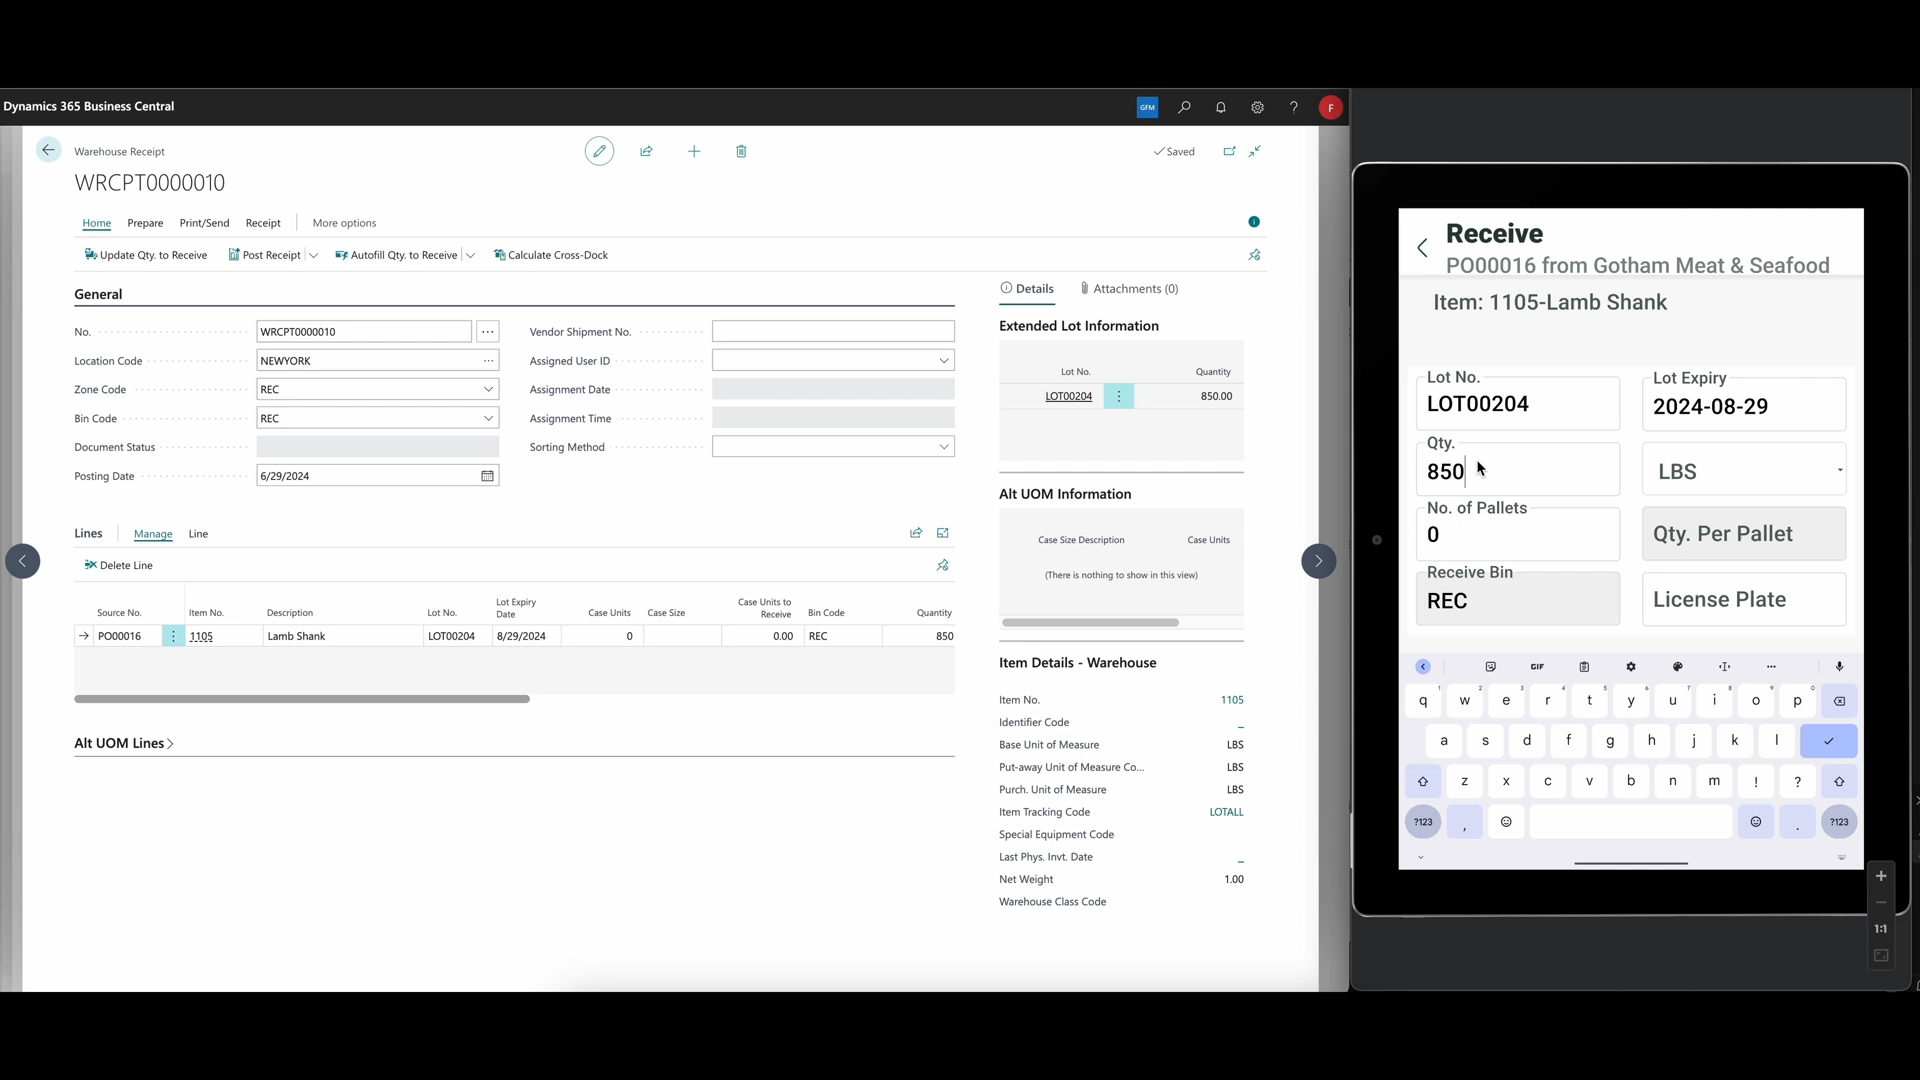 Dynamics 365 Business Central
GFM
?
F
Warehouse Receipt
Saved
WRCPT0000010
Home Prepare Print/Send Receipt More options
Update Qty. to Receive Post Receipt Autofill Qty. to Receive Calculate Cross-Dock
General
No. WRCPT0000010 ...
Location Code NEWYORK ...
Zone Code REC
Bin Code REC
Document Status
Posting Date 6/29/2024
Vendor Shipment No.
Assigned User ID
Assignment Date
Assignment Time
Sorting Method
Lines Manage Line
Delete Line
Source No. Item No. Description Lot No. Lot Expiry Date Case Units Case Size Case Units to Receive Bin Code Quantity
PO00016 1105 Lamb Shank LOT00204 8/29/2024 0 0.00 REC 850
Alt UOM Lines
Details Attachments (0)
Extended Lot Information
Lot No. Quantity
LOT00204 850.00
Alt UOM Information
Case Size Description Case Units
(There is nothing to show in this view)
Item Details - Warehouse
Item No. 1105
Identifier Code _
Base Unit of Measure LBS
Put-away Unit of Measure Co... LBS
Purch. Unit of Measure LBS
Item Tracking Code LOTALL
Special Equipment Code
Last Phys. Invt. Date _
Net Weight 1.00
Warehouse Class Code
Receive
PO00016 from Gotham Meat & Seafood
Item: 1105-Lamb Shank
Lot No.
LOT00204
Lot Expiry
2024-08-29
Qty.
850
LBS
No. of Pallets
0
Qty. Per Pallet
Receive Bin
REC
License Plate
GIF
q 1 w 2 e 3 r 4 t 5 y 6 u 7 i 8 o 9 p 0
a s d f g h j k l
z x c v b n m ! ?
?123 , . ?123
+
−
1:1